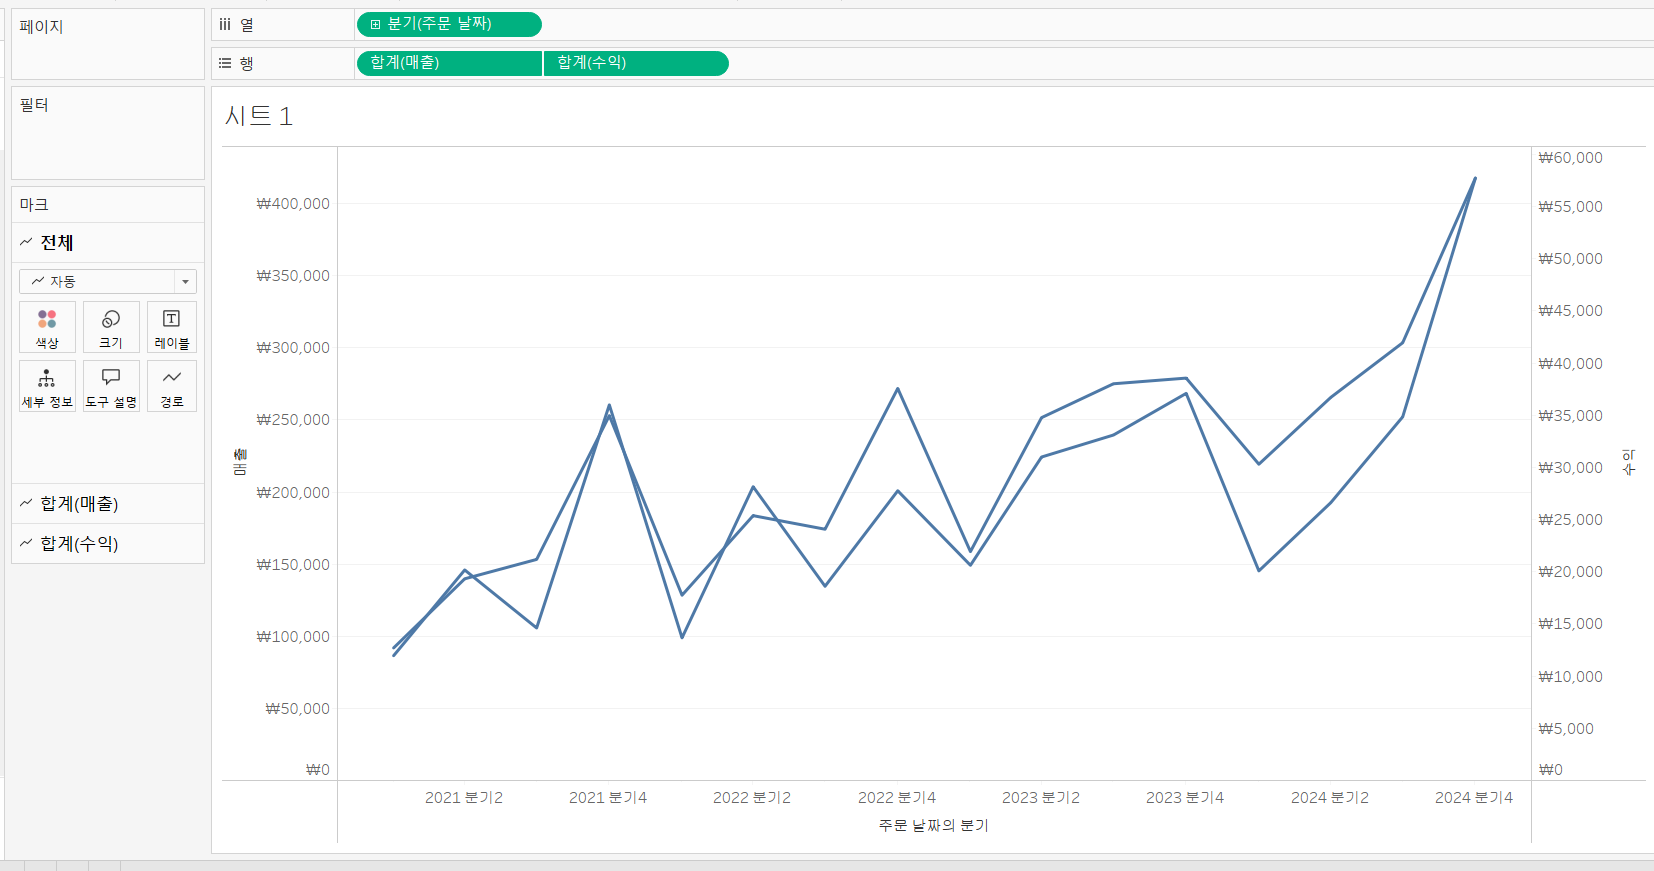 페이지
열
분기(주문 날짜)
행
합계(매출)
합계(수익)
필터
마크
전체
자동
색상
크기
레이블
세부 정보
도구 설명
경로
합계(매출)
합계(수익)
시트 1
₩400,000
₩350,000
₩300,000
₩250,000
₩200,000
₩150,000
₩100,000
₩50,000
₩0
매출
₩60,000
₩55,000
₩50,000
₩45,000
₩40,000
₩35,000
₩30,000
₩25,000
₩20,000
₩15,000
₩10,000
₩5,000
₩0
수익
2021 분기2
2021 분기4
2022 분기2
2022 분기4
2023 분기2
2023 분기4
2024 분기2
2024 분기4
주문 날짜의 분기